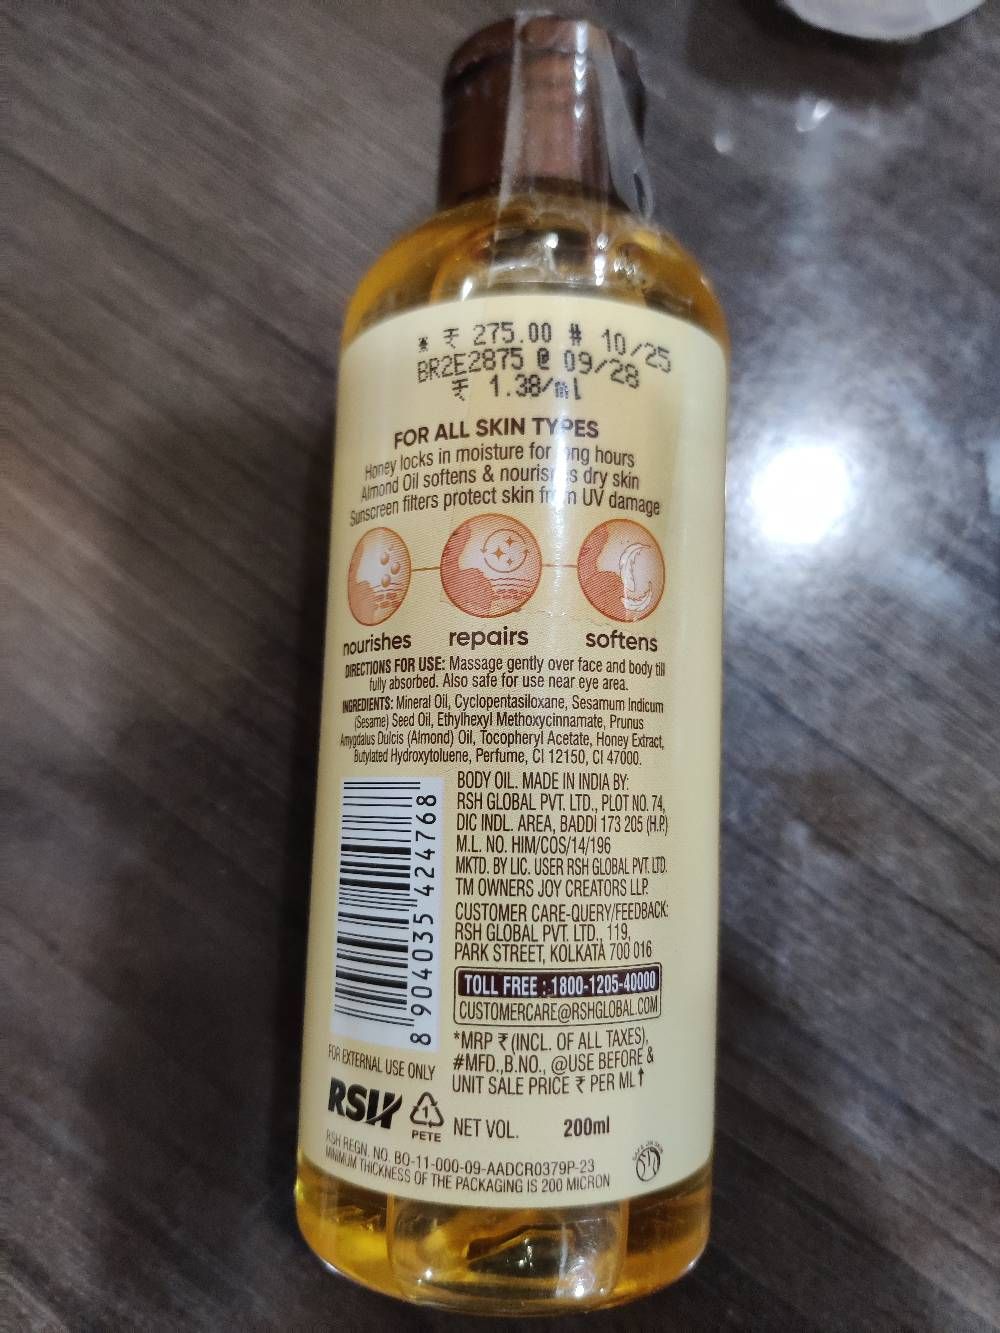 * ₹ 275.00 # 10/25
BR2E2875 @ 09/28
₹ 1.38/ml
FOR ALL SKIN TYPES
Honey locks in moisture for long hours
Almond Oil softens & nourishes dry skin
Sunscreen filters protect skin from UV damage
nourishes repairs softens
DIRECTIONS FOR USE: Massage gently over face and body till
fully absorbed. Also safe for use near eye area.
INGREDIENTS: Mineral Oil, Cyclopentasiloxane, Sesamum Indicum
(Sesame) Seed Oil, Ethylhexyl Methoxycinnamate, Prunus
Amygdalus Dulcis (Almond) Oil, Tocopheryl Acetate, Honey Extract,
Butylated Hydroxytoluene, Perfume, CI 12150, CI 47000.
BODY OIL. MADE IN INDIA BY:
RSH GLOBAL PVT. LTD., PLOT NO. 74,
DIC INDL. AREA, BADDI 173 205 (H.P.)
M.L. NO. HIM/COS/14/196
MKTD. BY LIC. USER RSH GLOBAL PVT. LTD.
TM OWNERS JOY CREATORS LLP.
CUSTOMER CARE-QUERY/FEEDBACK:
RSH GLOBAL PVT. LTD., 119,
PARK STREET, KOLKATA 700 016
TOLL FREE : 1800-1205-40000
CUSTOMERCARE@RSHGLOBAL.COM
*MRP ₹ (INCL. OF ALL TAXES),
#MFD.,B.NO., @USE BEFORE &
UNIT SALE PRICE ₹ PER ML↑
8 904035 424768
FOR EXTERNAL USE ONLY
RSH
1
PETE
NET VOL. 200ml
RSH REGN. NO. BO-11-000-09-AADCR0379P-23
MINIMUM THICKNESS OF THE PACKAGING IS 200 MICRON